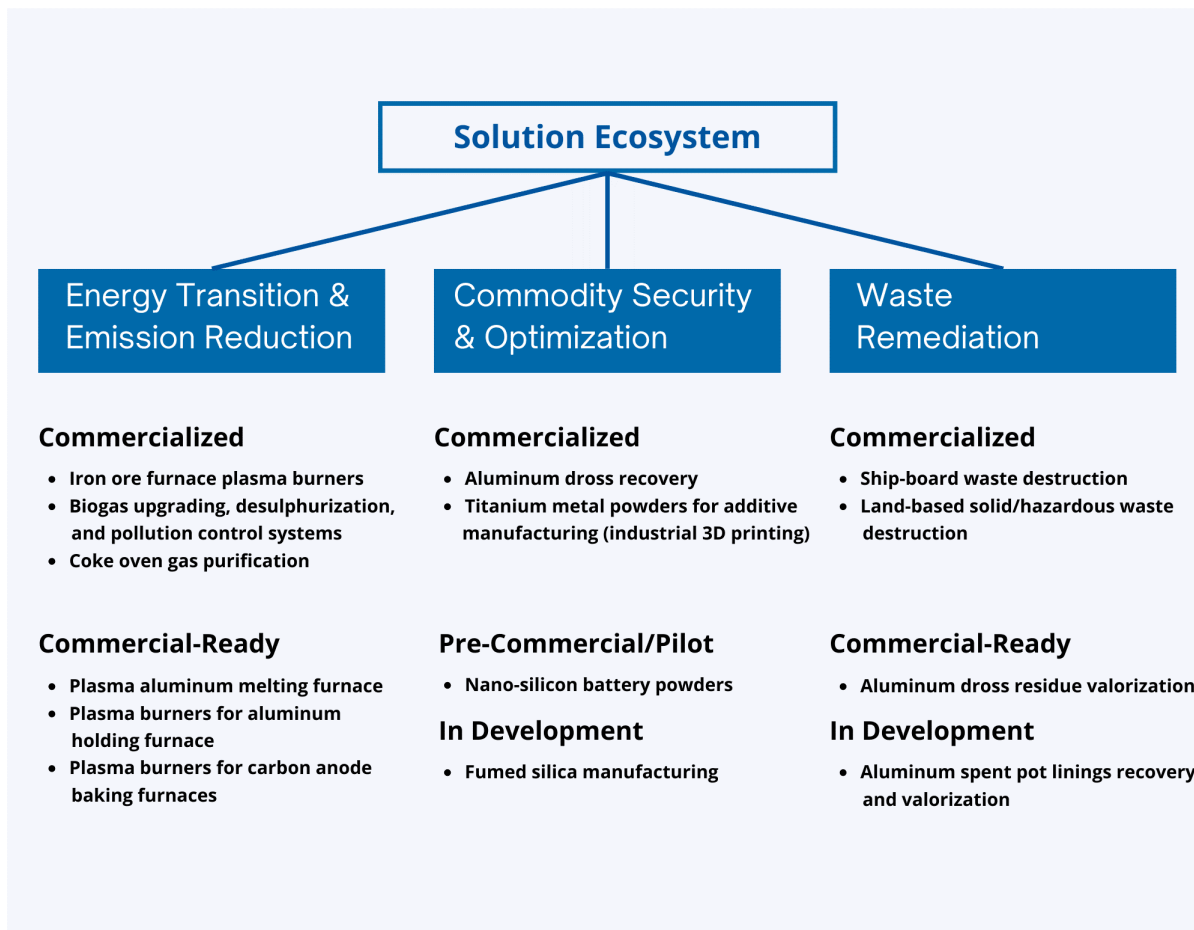 Solution Ecosystem
Energy Transition &
Emission Reduction
Commercialized
• Iron ore furnace plasma burners
• Biogas upgrading, desulphurization,
and pollution control systems
• Coke oven gas purification
Commercial-Ready
• Plasma aluminum melting furnace
• Plasma burners for aluminum
holding furnace
• Plasma burners for carbon anode
baking furnaces
Commodity Security
& Optimization
Commercialized
• Aluminum dross recovery
• Titanium metal powders for additive
manufacturing (industrial 3D printing)
Pre-Commercial/Pilot
• Nano-silicon battery powders
In Development
• Fumed silica manufacturing
Waste
Remediation
Commercialized
• Ship-board waste destruction
• Land-based solid/hazardous waste
destruction
Commercial-Ready
• Aluminum dross residue valorization
In Development
• Aluminum spent pot linings recovery
and valorization